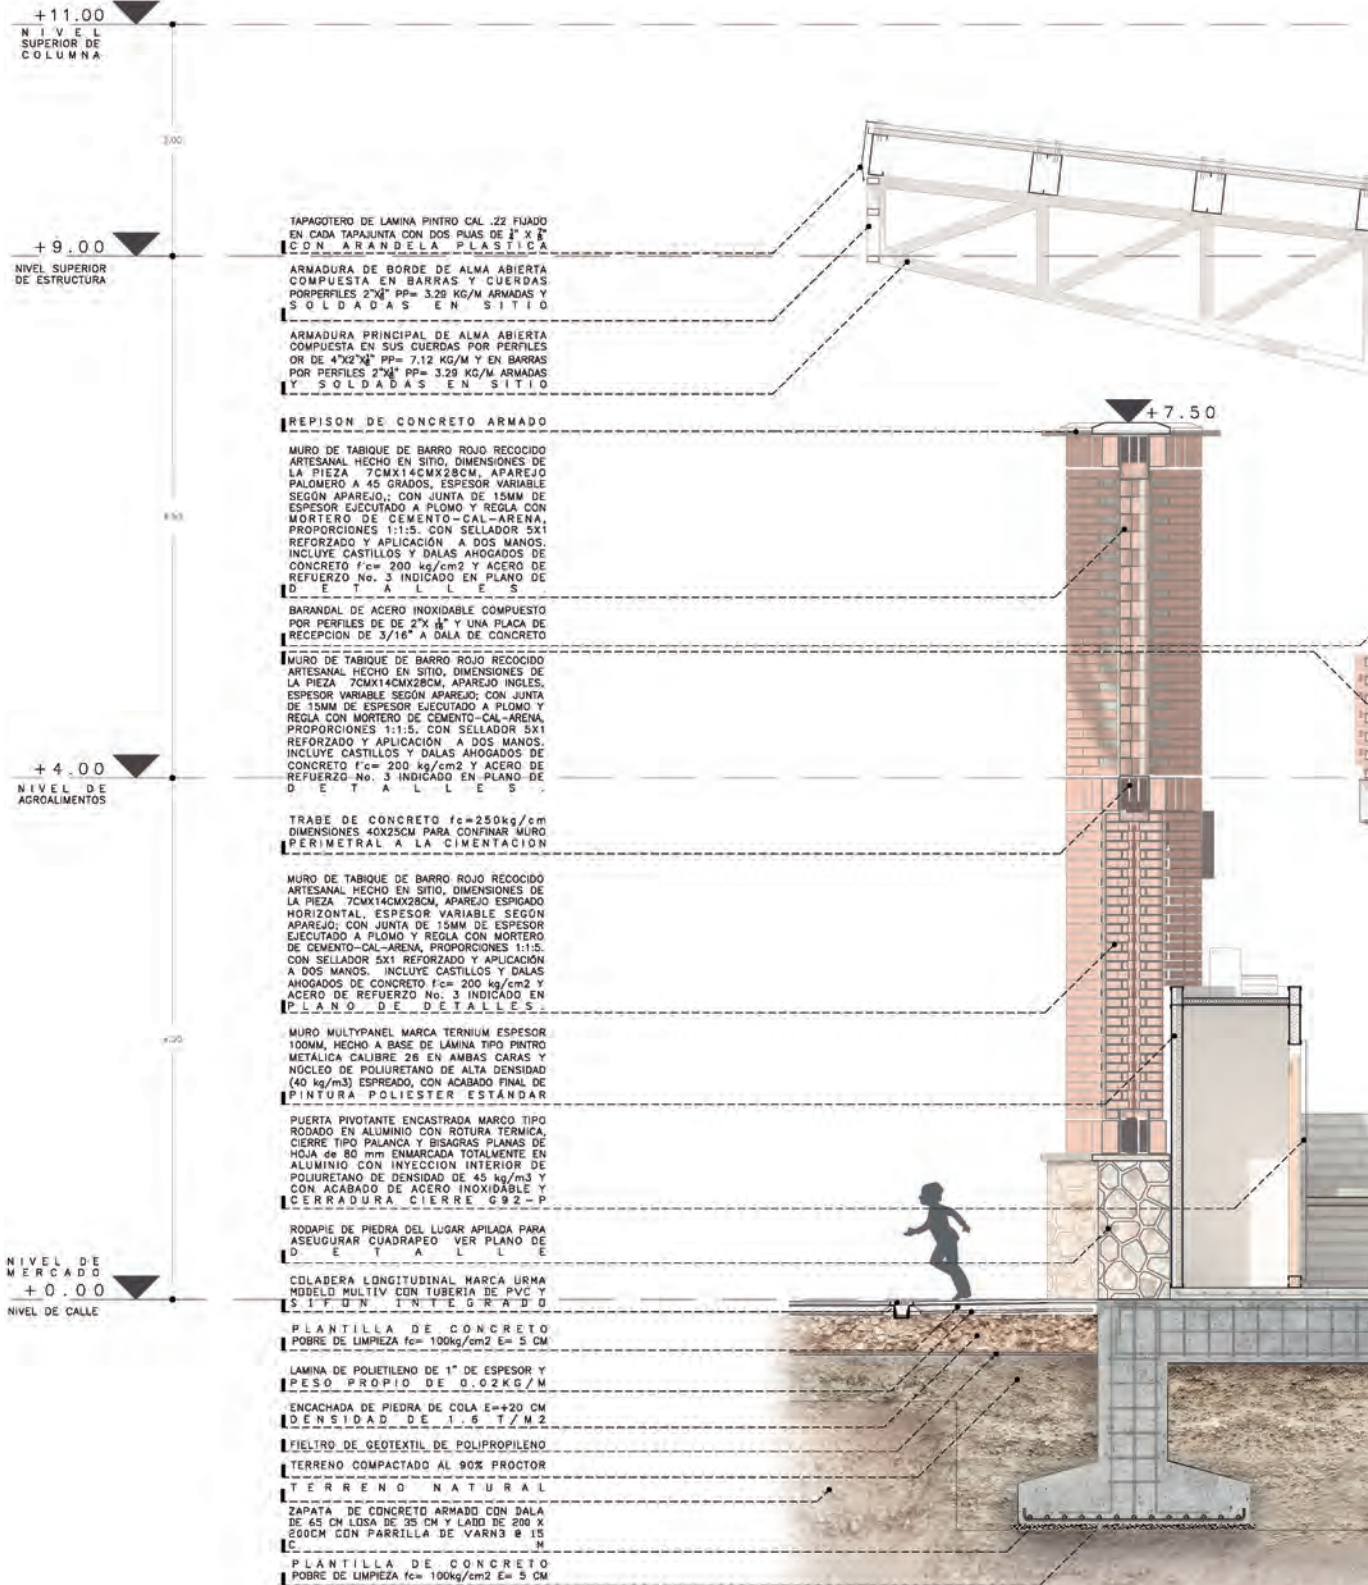 +11.00
NIVEL
SUPERIOR DE
COLUMNA
2.00
+9.00
NIVEL SUPERIOR
DE ESTRUCTURA
+4.00
NIVEL DE
AGROALIMENTOS
NIVEL DE
MERCADO
+0.00
NIVEL DE CALLE
+7.50
TAPAGOTERO DE LAMINA PINTRO CAL .22 FIJADO
EN CADA TAPAJUNTA CON DOS PIJAS DE
CON ARANDELA PLASTICA
ARMADURA DE BORDE DE ALMA ABIERTA
COMPUESTA EN BARRAS Y CUERDAS
PORPERFILES PP= 3.29 KG/M ARMADAS Y
SOLDADAS EN SITIO
ARMADURA PRINCIPAL DE ALMA ABIERTA
COMPUESTA EN SUS CUERDAS POR PERFILES
OR DE PP= 7.12 KG/M Y EN BARRAS
POR PERFILES PP= 3.29 KG/M ARMADAS
Y SOLDADAS EN SITIO
REPISON DE CONCRETO ARMADO
MURO DE TABIQUE DE BARRO ROJO RECOCIDO
ARTESANAL HECHO EN SITIO, DIMENSIONES DE
LA PIEZA 7CMX14CMX28CM, APAREJO
PALOMERO A 45 GRADOS, ESPESOR VARIABLE
SEGÚN APAREJO,; CON JUNTA DE 15MM DE
ESPESOR EJECUTADO A PLOMO Y REGLA CON
MORTERO DE CEMENTO-CAL-ARENA,
PROPORCIONES 1:1:5. CON SELLADOR 5X1
REFORZADO Y APLICACIÓN A DOS MANOS.
INCLUYE CASTILLOS Y DALAS AHOGADOS DE
CONCRETO f'c= 200 kg/cm2 Y ACERO DE
REFUERZO No. 3 INDICADO EN PLANO DE
DETALLES.
BARANDAL DE ACERO INOXIDABLE COMPUESTO
POR PERFILES DE DE Y UNA PLACA DE
RECEPCION DE 3/16" A DALA DE CONCRETO
MURO DE TABIQUE DE BARRO ROJO RECOCIDO
ARTESANAL HECHO EN SITIO, DIMENSIONES DE
LA PIEZA 7CMX14CMX28CM, APAREJO INGLES,
ESPESOR VARIABLE SEGÚN APAREJO; CON JUNTA
DE 15MM DE ESPESOR EJECUTADO A PLOMO Y
REGLA CON MORTERO DE CEMENTO-CAL-ARENA,
PROPORCIONES 1:1:5. CON SELLADOR 5X1
REFORZADO Y APLICACIÓN A DOS MANOS.
INCLUYE CASTILLOS Y DALAS AHOGADOS DE
CONCRETO f'c= 200 kg/cm2 Y ACERO DE
REFUERZO No. 3 INDICADO EN PLANO DE
DETALLES.
TRABE DE CONCRETO fc=250kg/cm
DIMENSIONES 40X25CM PARA CONFINAR MURO
PERIMETRAL A LA CIMENTACION
MURO DE TABIQUE DE BARRO ROJO RECOCIDO
ARTESANAL HECHO EN SITIO, DIMENSIONES DE
LA PIEZA 7CMX14CMX28CM, APAREJO ESPIGADO
HORIZONTAL, ESPESOR VARIABLE SEGÚN
APAREJO; CON JUNTA DE 15MM DE ESPESOR
EJECUTADO A PLOMO Y REGLA CON MORTERO
DE CEMENTO-CAL-ARENA, PROPORCIONES 1:1:5.
CON SELLADOR 5X1 REFORZADO Y APLICACIÓN
A DOS MANOS. INCLUYE CASTILLOS Y DALAS
AHOGADOS DE CONCRETO f'c= 200 kg/cm2 Y
ACERO DE REFUERZO No. 3 INDICADO EN
PLANO DE DETALLES.
MURO MULTYPANEL MARCA TERNIUM ESPESOR
100MM, HECHO A BASE DE LÁMINA TIPO PINTRO
METÁLICA CALIBRE 26 EN AMBAS CARAS Y
NÚCLEO DE POLIURETANO DE ALTA DENSIDAD
(40 kg/m3) ESPREADO, CON ACABADO FINAL DE
PINTURA POLIESTER ESTÁNDAR
PUERTA PIVOTANTE ENCASTRADA MARCO TIPO
RODADO EN ALUMINIO CON ROTURA TERMICA,
CIERRE TIPO PALANCA Y BISAGRAS PLANAS DE
HOJA de 80 mm ENMARCADA TOTALMENTE EN
ALUMINIO CON INYECCION INTERIOR DE
POLIURETANO DE DENSIDAD DE 45 kg/m3 Y
CON ACABADO DE ACERO INOXIDABLE Y
CERRADURA CIERRE G92-P
RODAPIE DE PIEDRA DEL LUGAR APILADA PARA
ASEUGURAR CUADRAPEO VER PLANO DE
DETALLE
COLADERA LONGITUDINAL MARCA URMA
MODELO MULTIV CON TUBERIA DE PVC Y
SIFON INTEGRADO
PLANTILLA DE CONCRETO
POBRE DE LIMPIEZA fc= 100kg/cm2 E= 5 CM
LAMINA DE POLIETILENO DE 1" DE ESPESOR Y
PESO PROPIO DE 0.02KG/M
ENCACHADA DE PIEDRA DE COLA E=+20 CM
DENSIDAD DE 1.6 T/M2
FIELTRO DE GEOTEXTIL DE POLIPROPILENO
TERRENO COMPACTADO AL 90% PROCTOR
TERRENO NATURAL
ZAPATA DE CONCRETO ARMADO CON DALA
DE 65 CM LOSA DE 35 CM Y LADO DE 200 X
200CM CON PARRILLA DE VARN3 @ 15
C M
PLANTILLA DE CONCRETO
POBRE DE LIMPIEZA fc= 100kg/cm2 E= 5 CM